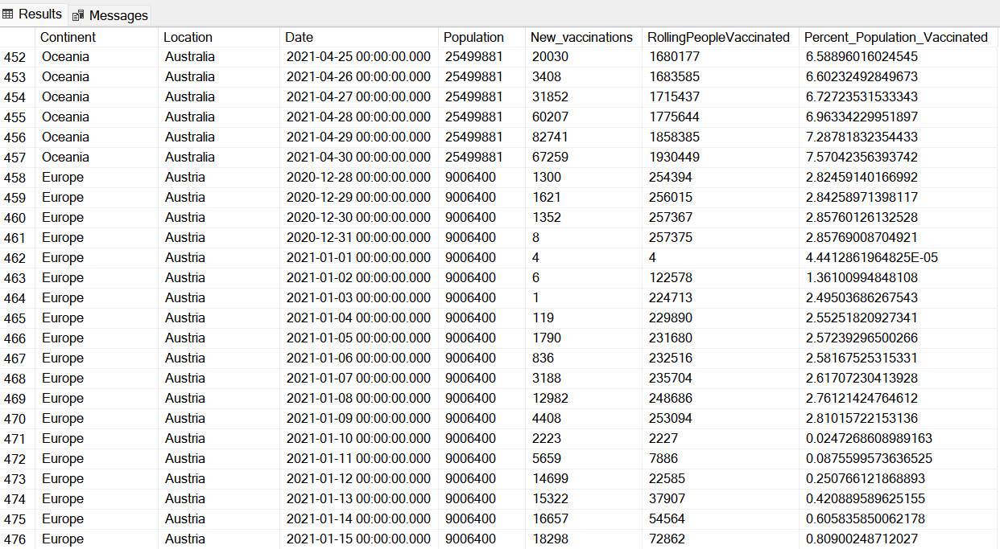 Results Messages
Continent Location Date Population New_vaccinations RollingPeopleVaccinated Percent_Population_Vaccinated
452 Oceania Australia 2021-04-25 00:00:00.000 25499881 20030 1680177 6.58896016024545
453 Oceania Australia 2021-04-26 00:00:00.000 25499881 3408 1683585 6.60232492849673
454 Oceania Australia 2021-04-27 00:00:00.000 25499881 31852 1715437 6.72723531533343
455 Oceania Australia 2021-04-28 00:00:00.000 25499881 60207 1775644 6.96334229951897
456 Oceania Australia 2021-04-29 00:00:00.000 25499881 82741 1858385 7.28781832354433
457 Oceania Australia 2021-04-30 00:00:00.000 25499881 67259 1930449 7.57042356393742
458 Europe Austria 2020-12-28 00:00:00.000 9006400 1300 254394 2.82459140166992
459 Europe Austria 2020-12-29 00:00:00.000 9006400 1621 256015 2.84258971398117
460 Europe Austria 2020-12-30 00:00:00.000 9006400 1352 257367 2.85760126132528
461 Europe Austria 2020-12-31 00:00:00.000 9006400 8 257375 2.85769008704921
462 Europe Austria 2021-01-01 00:00:00.000 9006400 4 4 4.4412861964825E-05
463 Europe Austria 2021-01-02 00:00:00.000 9006400 6 122578 1.36100994848108
464 Europe Austria 2021-01-03 00:00:00.000 9006400 1 224713 2.49503686267543
465 Europe Austria 2021-01-04 00:00:00.000 9006400 119 229890 2.55251820927341
466 Europe Austria 2021-01-05 00:00:00.000 9006400 1790 231680 2.57239296500266
467 Europe Austria 2021-01-06 00:00:00.000 9006400 836 232516 2.58167525315331
468 Europe Austria 2021-01-07 00:00:00.000 9006400 3188 235704 2.61707230413928
469 Europe Austria 2021-01-08 00:00:00.000 9006400 12982 248686 2.76121424764612
470 Europe Austria 2021-01-09 00:00:00.000 9006400 4408 253094 2.81015722153136
471 Europe Austria 2021-01-10 00:00:00.000 9006400 2223 2227 0.0247268608989163
472 Europe Austria 2021-01-11 00:00:00.000 9006400 5659 7886 0.0875599573636525
473 Europe Austria 2021-01-12 00:00:00.000 9006400 14699 22585 0.250766121868893
474 Europe Austria 2021-01-13 00:00:00.000 9006400 15322 37907 0.420889589625155
475 Europe Austria 2021-01-14 00:00:00.000 9006400 16657 54564 0.605835850062178
476 Europe Austria 2021-01-15 00:00:00.000 9006400 18298 72862 0.80900248712027